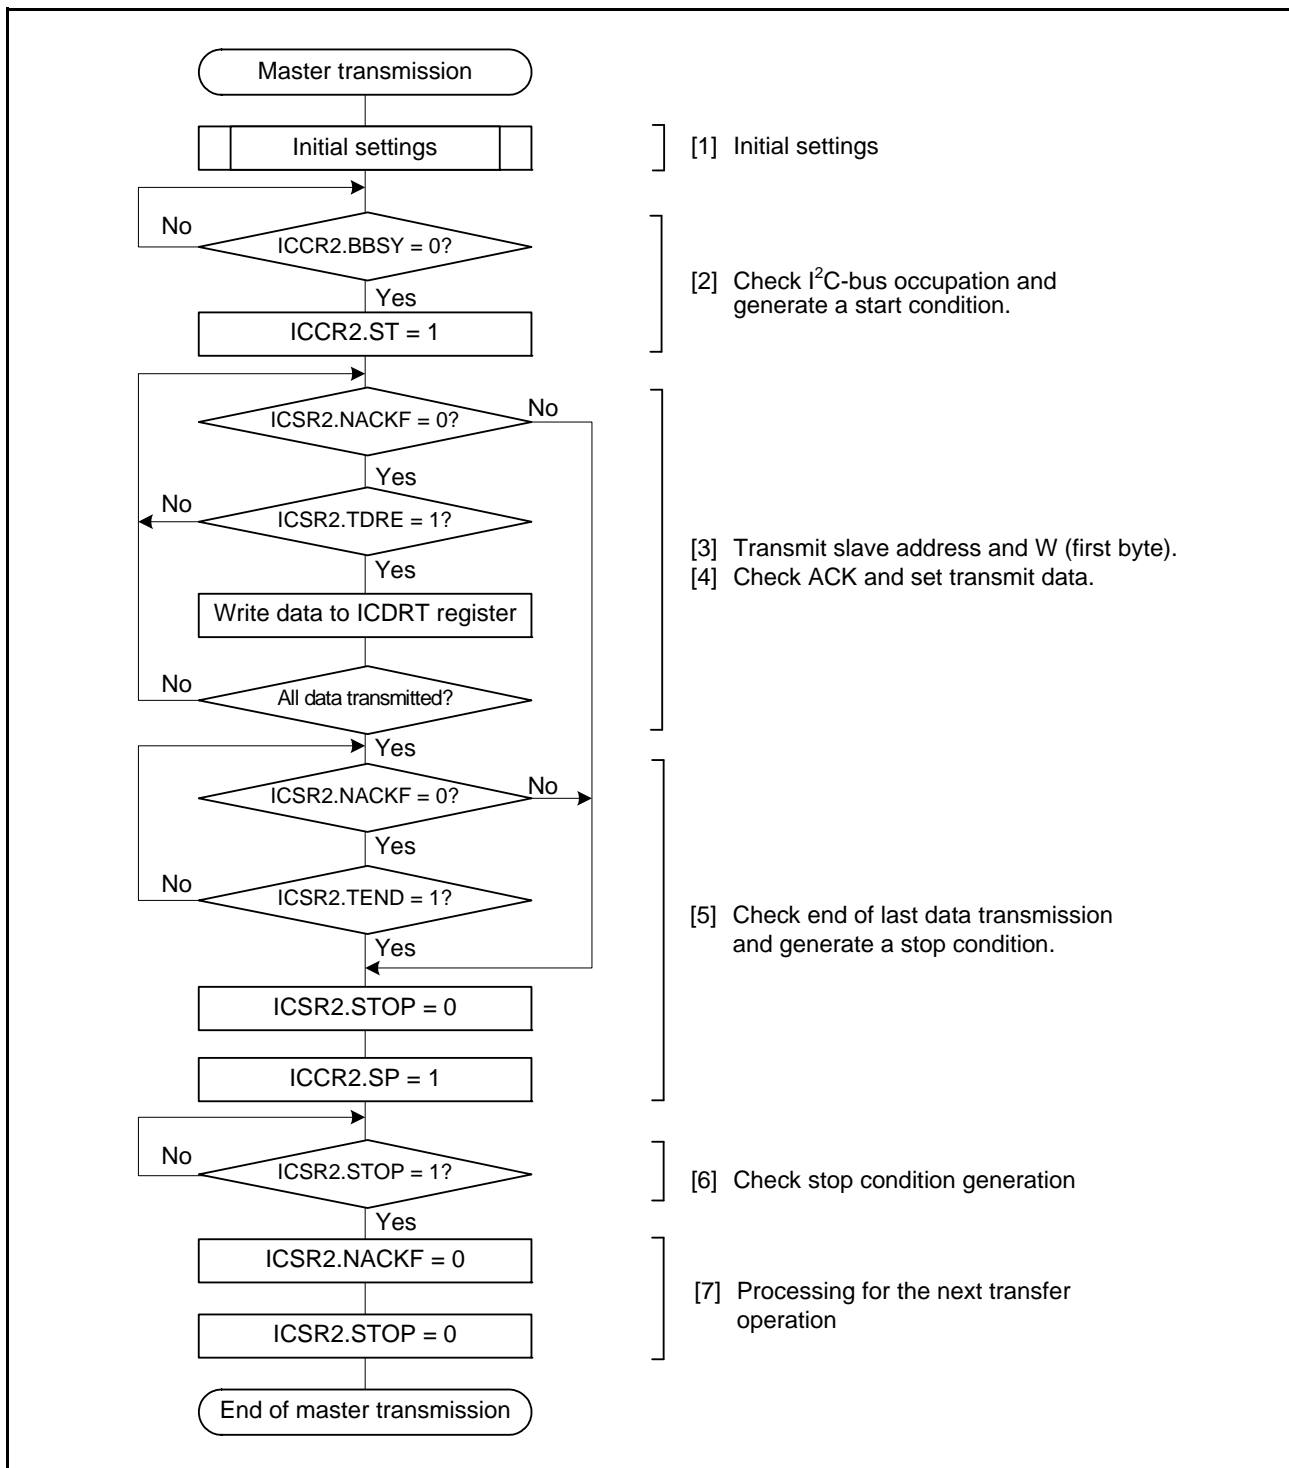 Master transmission
Initial settings
[1] Initial settings
No
ICCR2.BBSY = 0?
Yes
[2] Check I²C-bus occupation and
generate a start condition.
ICCR2.ST = 1
ICSR2.NACKF = 0?
No
Yes
No
ICSR2.TDRE = 1?
Yes
[3] Transmit slave address and W (first byte).
[4] Check ACK and set transmit data.
Write data to ICDRT register
No
All data transmitted?
Yes
ICSR2.NACKF = 0?
No
Yes
No
ICSR2.TEND = 1?
Yes
[5] Check end of last data transmission
and generate a stop condition.
ICSR2.STOP = 0
ICCR2.SP = 1
No
ICSR2.STOP = 1?
Yes
[6] Check stop condition generation
ICSR2.NACKF = 0
[7] Processing for the next transfer
operation
ICSR2.STOP = 0
End of master transmission